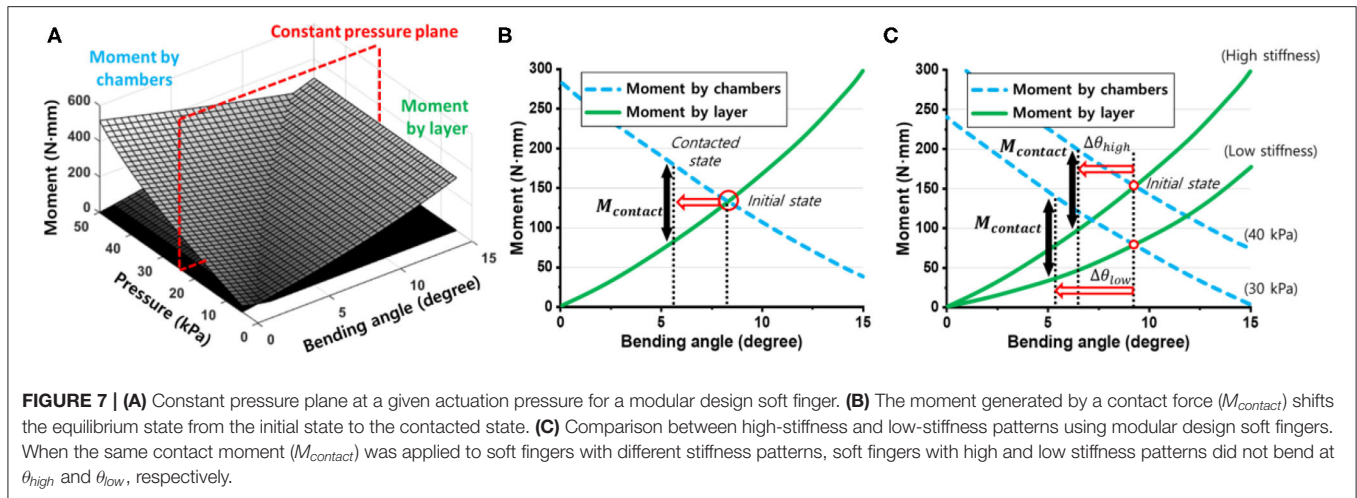 A
Constant pressure plane
Moment by
chambers
Moment
by layer
Moment (N·mm)
600
400
200
0
50
40
30
20
10
0
Pressure (kPa)
0
5
10
15
Bending angle (degree)
B
300
250
200
150
100
50
0
Moment (N·mm)
Moment by chambers
Moment by layer
Contacted
state
Initial state
M_contact
0
5
10
15
Bending angle (degree)
C
300
250
200
150
100
50
0
Moment (N·mm)
Moment by chambers
Moment by layer
(High stiffness)
M_contact
Δθ_high
(Low stiffness)
Initial state
M_contact
Δθ_low
(40 kPa)
(30 kPa)
0
5
10
15
Bending angle (degree)
FIGURE 7 | (A) Constant pressure plane at a given actuation pressure for a modular design soft finger. (B) The moment generated by a contact force (M_contact) shifts
the equilibrium state from the initial state to the contacted state. (C) Comparison between high-stiffness and low-stiffness patterns using modular design soft fingers.
When the same contact moment (M_contact) was applied to soft fingers with different stiffness patterns, soft fingers with high and low stiffness patterns did not bend at
θ_high and θ_low, respectively.